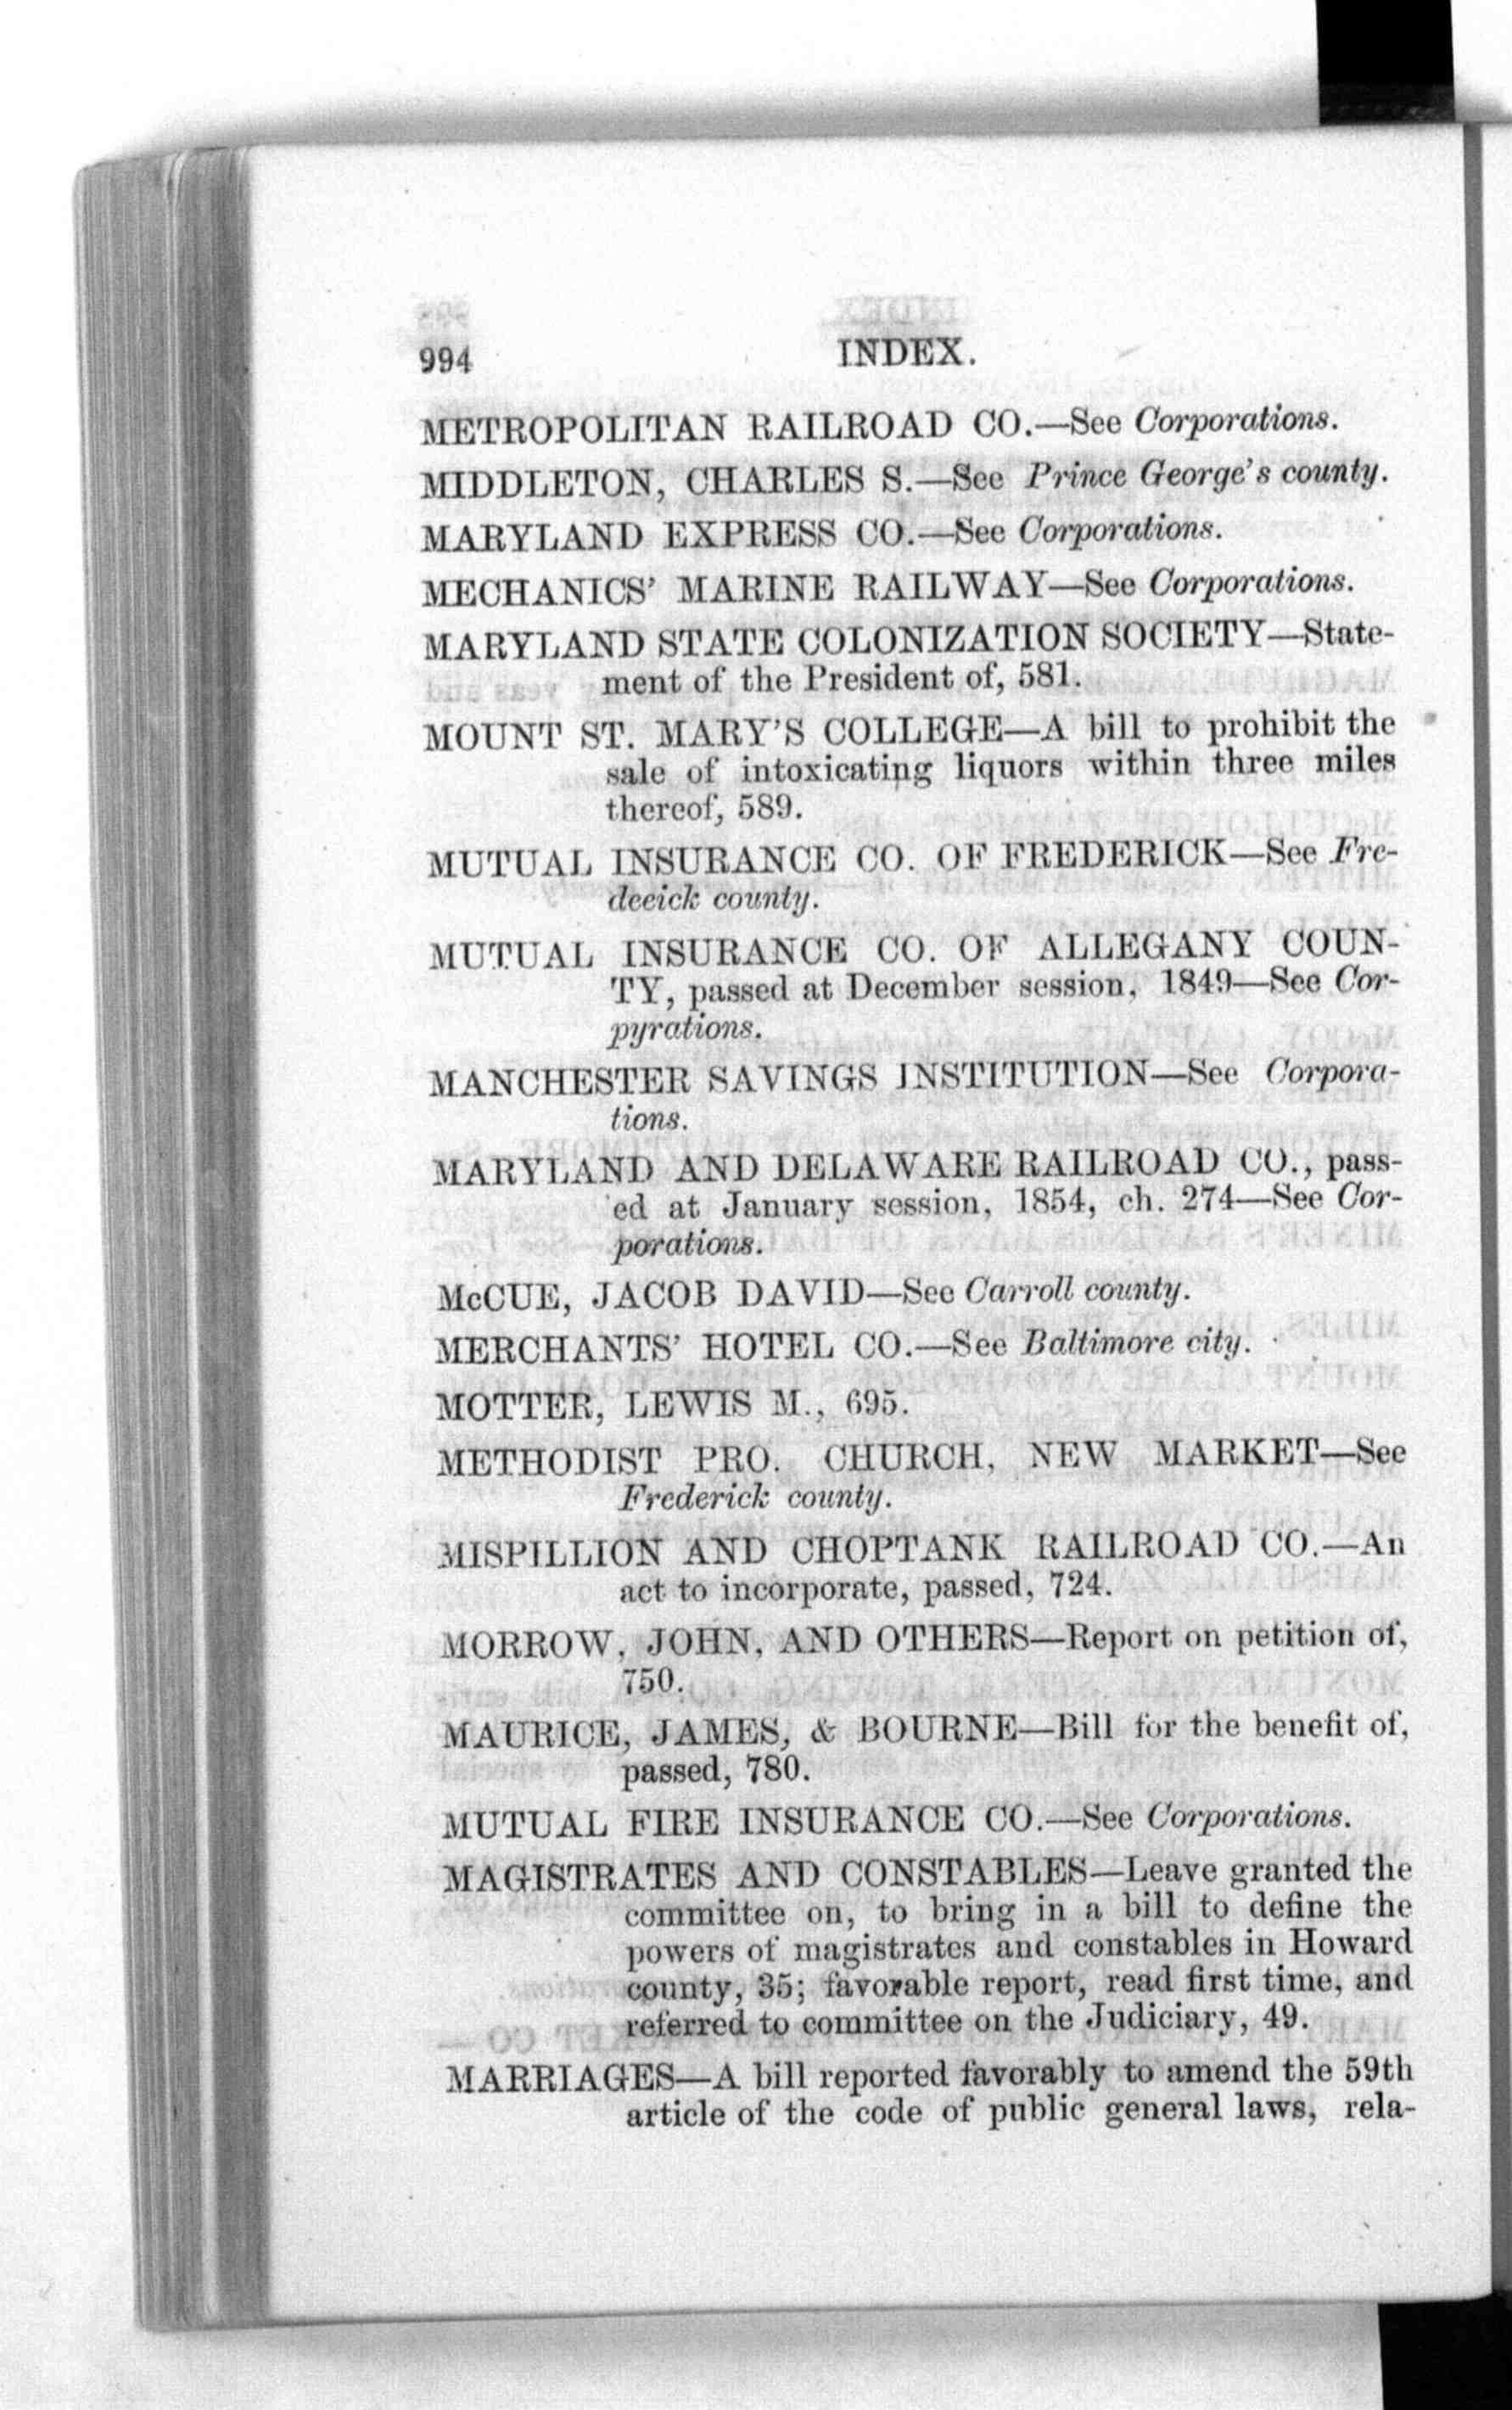 994 INDEX.
METROPOLITAN RAILROAD CO.—See Corporations.
MIDDLETON, CHARLES S.—See Prince George's county.
MARYLAND EXPRESS CO.—See Corporations.
MECHANICS' MARINE RAILWAY—See Corporations.
MARYLAND STATE COLONIZATION SOCIETY—State-
ment of the President of, 581.
MOUNT ST. MARY'S COLLEGE—A bill to prohibit the
sale of intoxicating liquors within three miles
thereof, 589.
MUTUAL INSURANCE CO. OF FREDERICK—See Fre-
deeick county.
MUTUAL INSURANCE CO. OF ALLEGANY COUN-
TY, passed at December session, 1849—See Cor-
pyrations.
MANCHESTER SAVINGS INSTITUTION—See Corpora-
tions.
MARYLAND AND DELAWARE RAILROAD CO., pass-
ed at January session, 1854, ch. 274—See Cor-
porations.
McCUE, JACOB DAVID—See Carroll county.
MERCHANTS' HOTEL CO.—See Baltimore city.
MOTTER, LEWIS M., 695.
METHODIST PRO. CHURCH, NEW MARKET—See
Frederick county.
MISPILLION AND CHOPTANK RAILROAD CO.—An
act to incorporate, passed, 724.
MORROW, JOHN, AND OTHERS—Report on petition of,
750.
MAURICE, JAMES, & BOURNE—Bill for the benefit of,
passed, 780.
MUTUAL FIRE INSURANCE CO.—See Corporations.
MAGISTRATES AND CONSTABLES—Leave granted the
committee on, to bring in a bill to define the
powers of magistrates and constables in Howard
county, 35; favorable report, read first time, and
referred to committee on the Judiciary, 49.
MARRIAGES—A bill reported favorably to amend the 59th
article of the code of public general laws, rela-